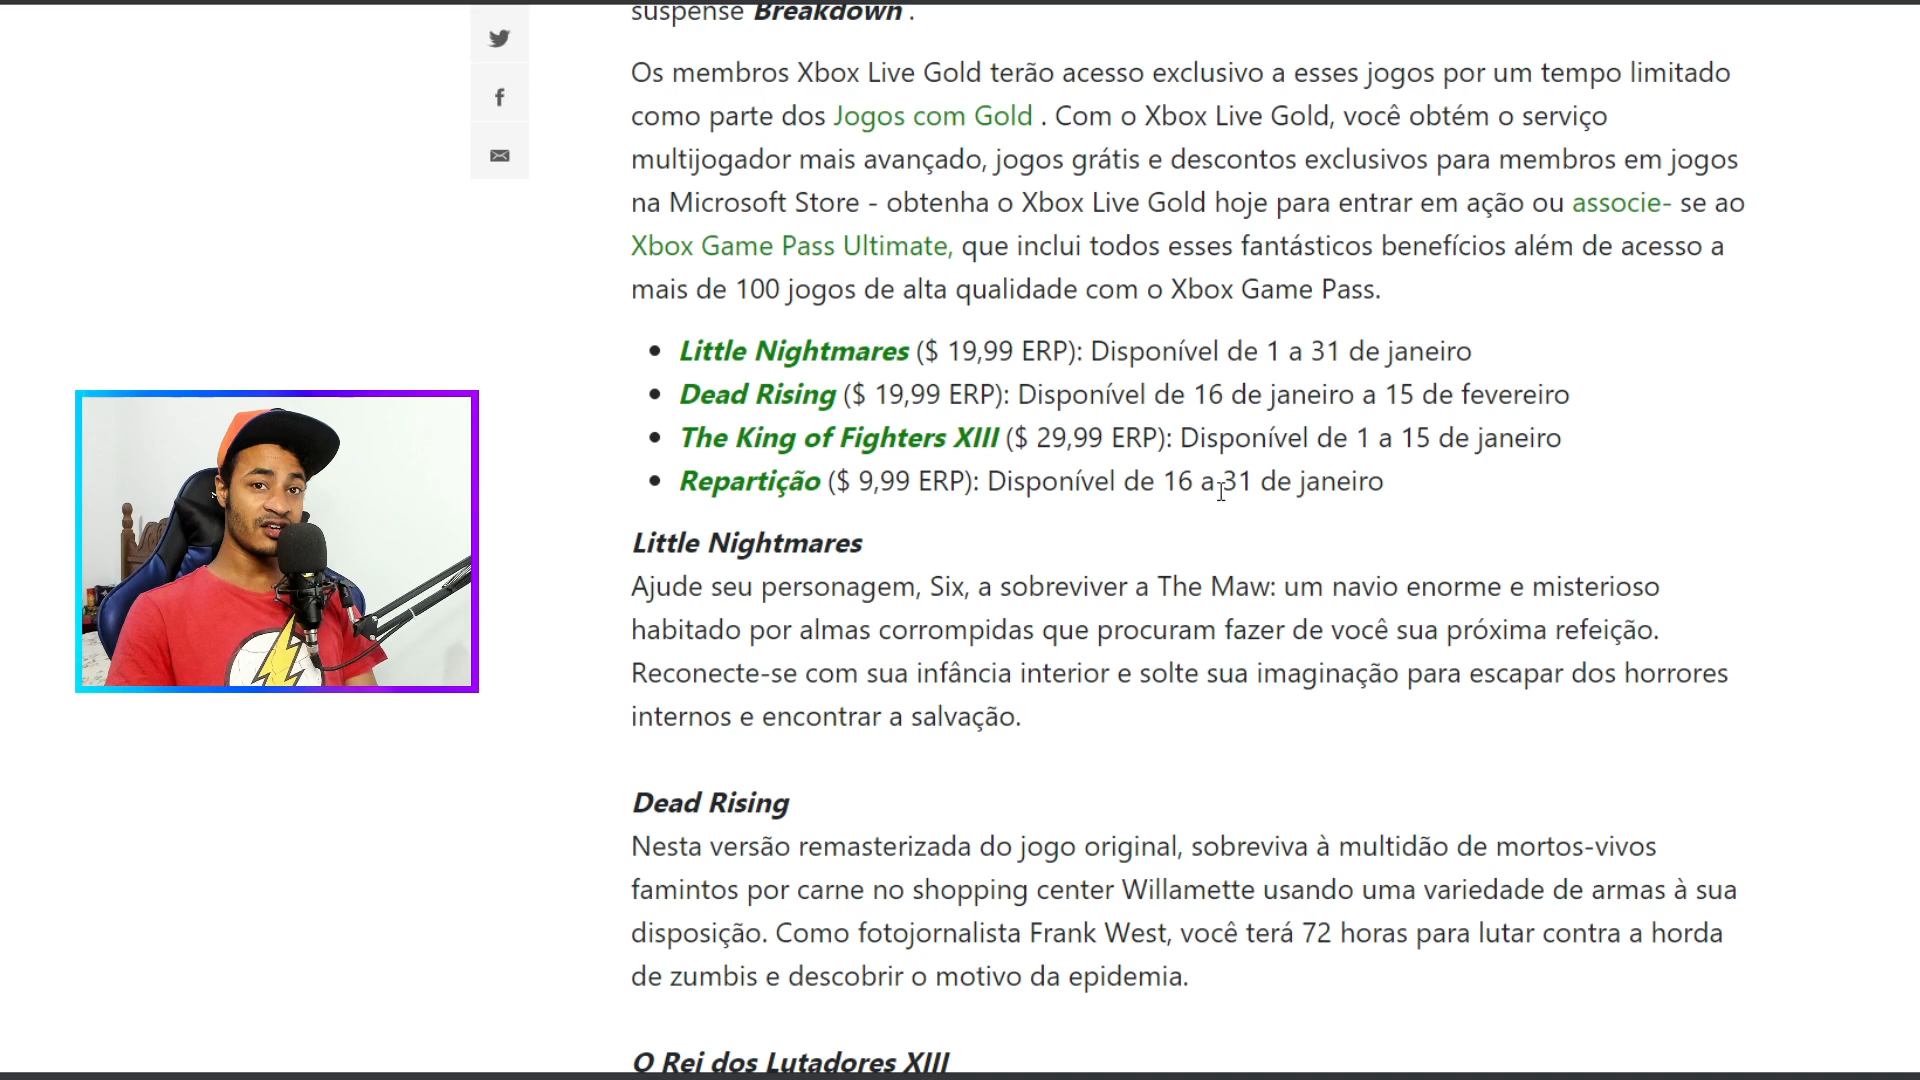 suspense Breakdown .
Os membros Xbox Live Gold terão acesso exclusivo a esses jogos por um tempo limitado
como parte dos Jogos com Gold . Com o Xbox Live Gold, você obtém o serviço
multijogador mais avançado, jogos grátis e descontos exclusivos para membros em jogos
na Microsoft Store - obtenha o Xbox Live Gold hoje para entrar em ação ou associe- se ao
Xbox Game Pass Ultimate, que inclui todos esses fantásticos benefícios além de acesso a
mais de 100 jogos de alta qualidade com o Xbox Game Pass.
Little Nightmares ($ 19,99 ERP): Disponível de 1 a 31 de janeiro
Dead Rising ($ 19,99 ERP): Disponível de 16 de janeiro a 15 de fevereiro
The King of Fighters XIII ($ 29,99 ERP): Disponível de 1 a 15 de janeiro
Repartição ($ 9,99 ERP): Disponível de 16 a 31 de janeiro
Little Nightmares
Ajude seu personagem, Six, a sobreviver a The Maw: um navio enorme e misterioso
habitado por almas corrompidas que procuram fazer de você sua próxima refeição.
Reconecte-se com sua infância interior e solte sua imaginação para escapar dos horrores
internos e encontrar a salvação.
Dead Rising
Nesta versão remasterizada do jogo original, sobreviva à multidão de mortos-vivos
famintos por carne no shopping center Willamette usando uma variedade de armas à sua
disposição. Como fotojornalista Frank West, você terá 72 horas para lutar contra a horda
de zumbis e descobrir o motivo da epidemia.
O Rei dos Lutadores XIII